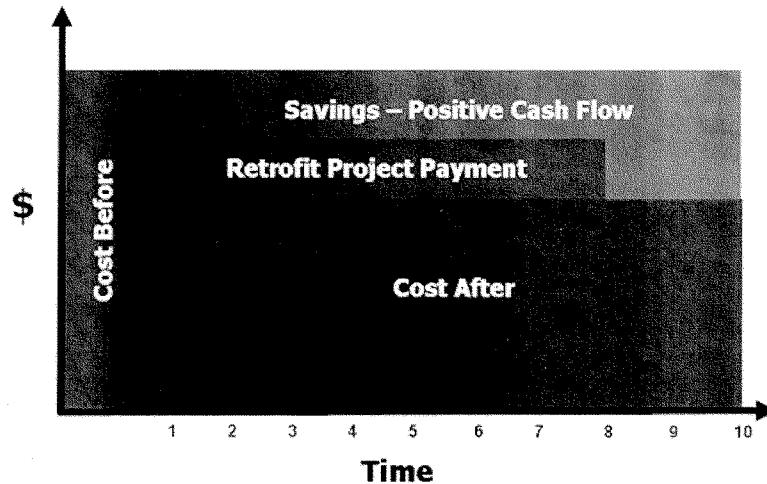 Savings – Positive Cash Flow
Retrofit Project Payment
Cost Before
$
Cost After
1 2 3 4 5 6 7 8 9 10
Time